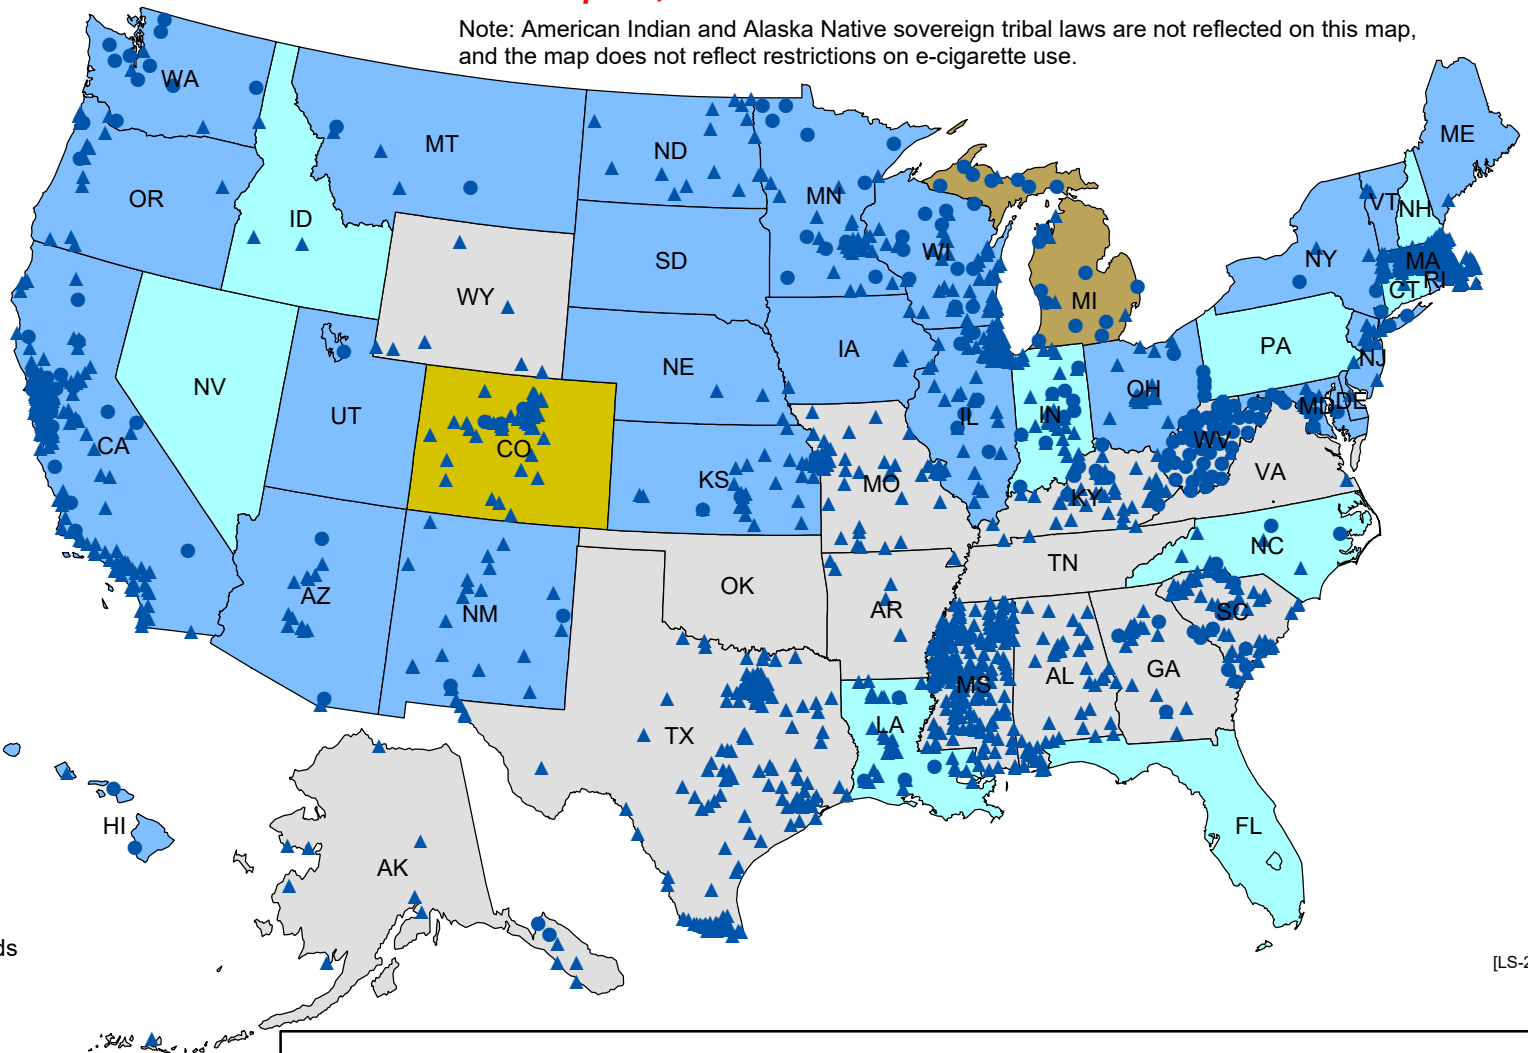 Note: American Indian and Alaska Native sovereign tribal laws are not reflected on this map,
and the map does not reflect restrictions on e-cigarette use.
WA
MT
ND
MN
ME
OR
ID
VT
NH
SD
WI
NY
MA
RI
CT
WY
MI
IA
PA
NE
NJ
NV
OH
UT
IL
IN
MD
DE
CA
CO
WV
KS
MO
VA
KY
NC
TN
OK
AZ
AR
NM
SC
GA
AL
MS
TX
LA
HI
FL
AK
ds
[LS-2